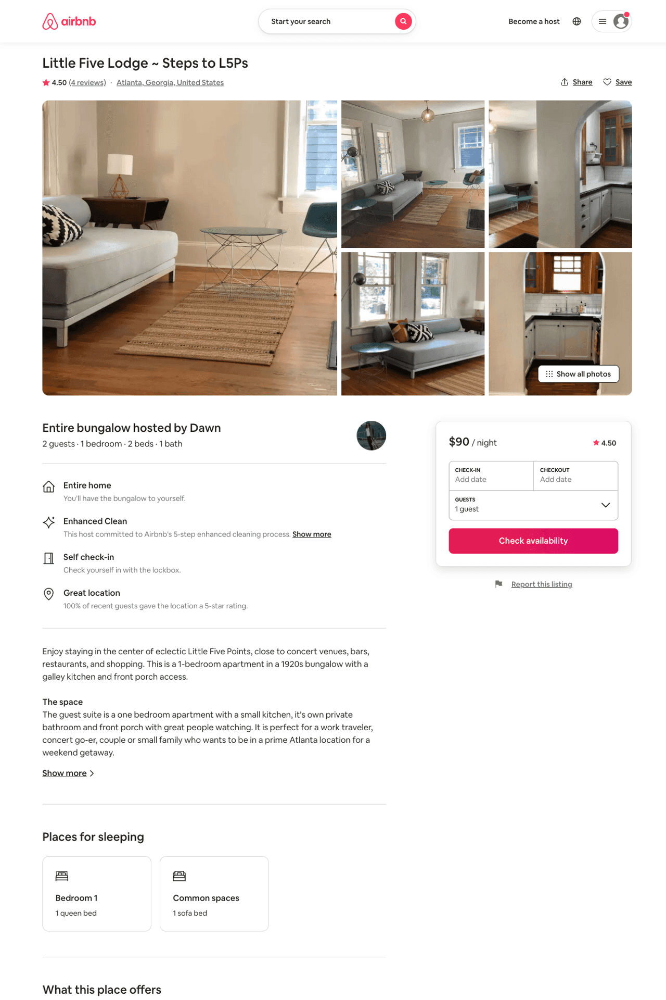 airbnb
Start your search
Become a host
Little Five Lodge ~ Steps to L5Ps
4.50 (4 reviews) · Atlanta, Georgia, United States
Share
Save
Show all photos
Entire bungalow hosted by Dawn
2 guests · 1 bedroom · 2 beds · 1 bath
$90 / night
4.50
CHECK-IN
Add date
CHECKOUT
Add date
GUESTS
1 guest
Check availability
Report this listing
Entire home
You'll have the bungalow to yourself.
Enhanced Clean
This host committed to Airbnb's 5-step enhanced cleaning process. Show more
Self check-in
Check yourself in with the lockbox.
Great location
100% of recent guests gave the location a 5-star rating.
Enjoy staying in the center of eclectic Little Five Points, close to concert venues, bars,
restaurants, and shopping. This is a 1-bedroom apartment in a 1920s bungalow with a
galley kitchen and front porch access.
The space
The guest suite is a one bedroom apartment with a small kitchen, it's own private
bathroom and front porch with great people watching. It is perfect for a work traveler,
concert go-er, couple or small family who wants to be in a prime Atlanta location for a
weekend getaway.
Show more
Places for sleeping
Bedroom 1
1 queen bed
Common spaces
1 sofa bed
What this place offers